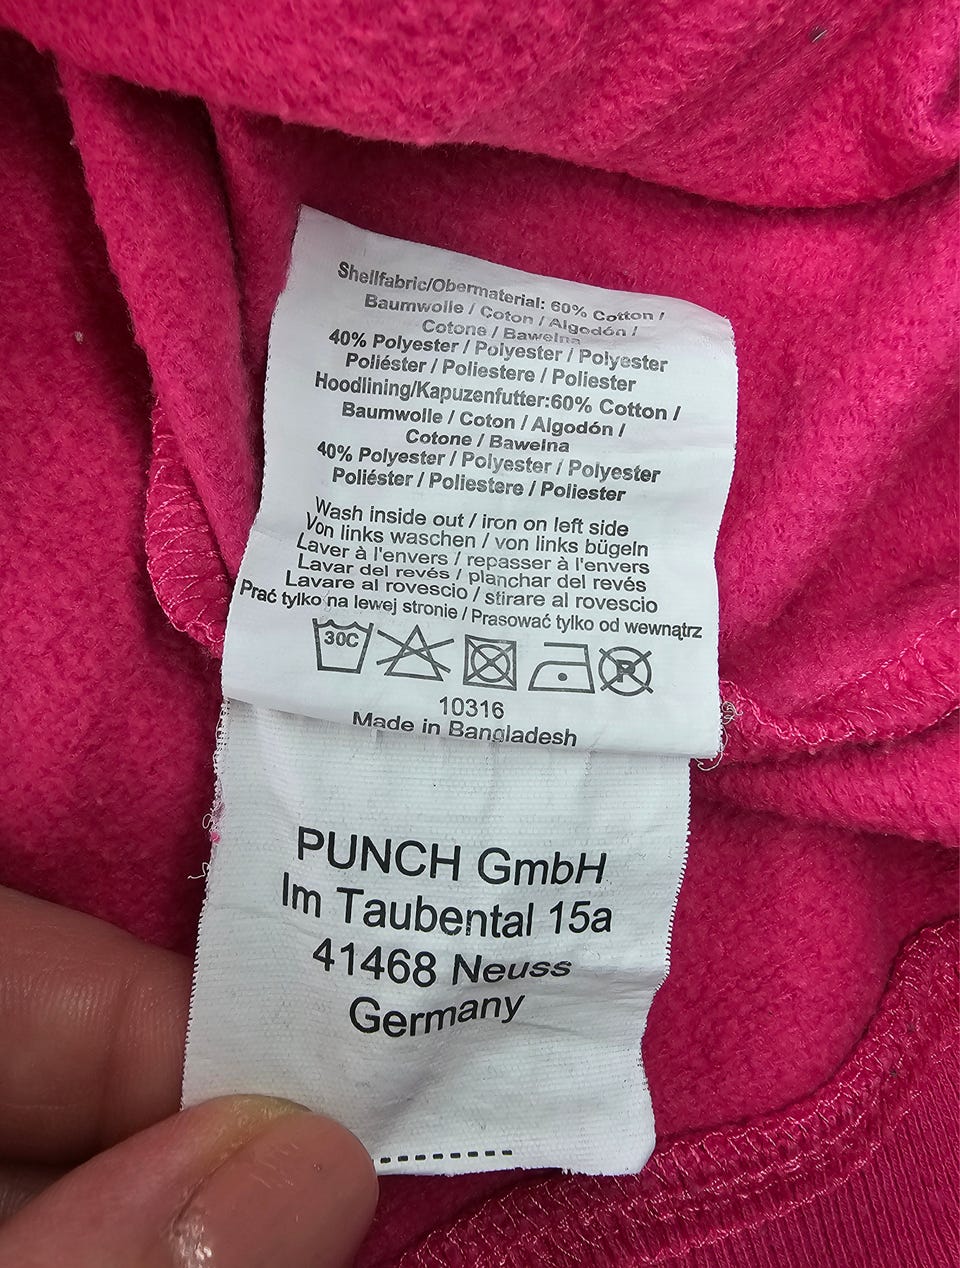 Shellfabric/Obermaterial: 60% Cotton /
Baumwolle / Coton / Algodón /
Cotone / Bawelna
40% Polyester / Polyester / Polyester
Poliéster / Poliestere / Poliester
Hoodlining/Kapuzenfutter:60% Cotton /
Baumwolle / Coton / Algodón /
Cotone / Bawelna
40% Polyester / Polyester / Polyester
Poliéster / Poliestere / Poliester
Wash inside out / iron on left side
Von links waschen / von links bügeln
Laver à l'envers / repasser à l'envers
Lavar del revés / planchar del revés
Lavare al rovescio / stirare al rovescio
Prać tylko na lewej stronie / Prasować tylko od wewnątrz
30C P
10316
Made in Bangladesh
PUNCH GmbH
Im Taubental 15a
41468 Neuss
Germany